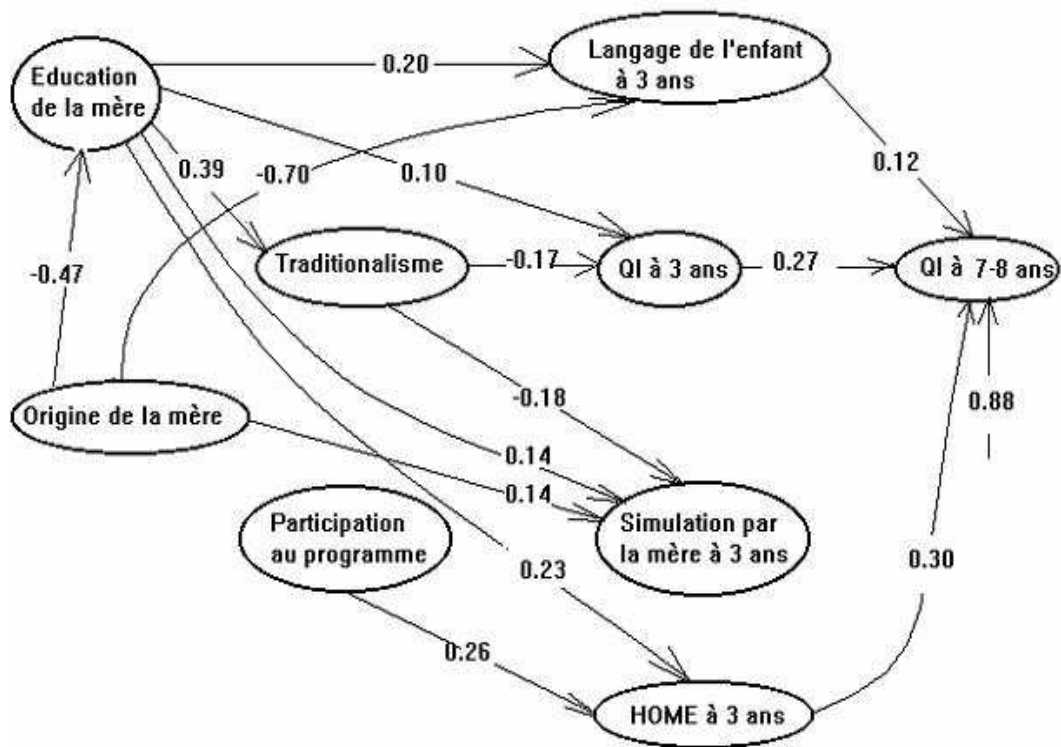 Langage de l'enfant
à 3 ans
0.20
Education
de la mère
0.39
-0.70
0.10
0.12
Traditionalisme
-0.17
QI à 3 ans
0.27
QI à 7-8 ans
-0.47
-0.18
0.88
Origine de la mère
0.14
0.14
Participation
au programme
Simulation par
la mère à 3 ans
0.23
0.30
0.26
HOME à 3 ans